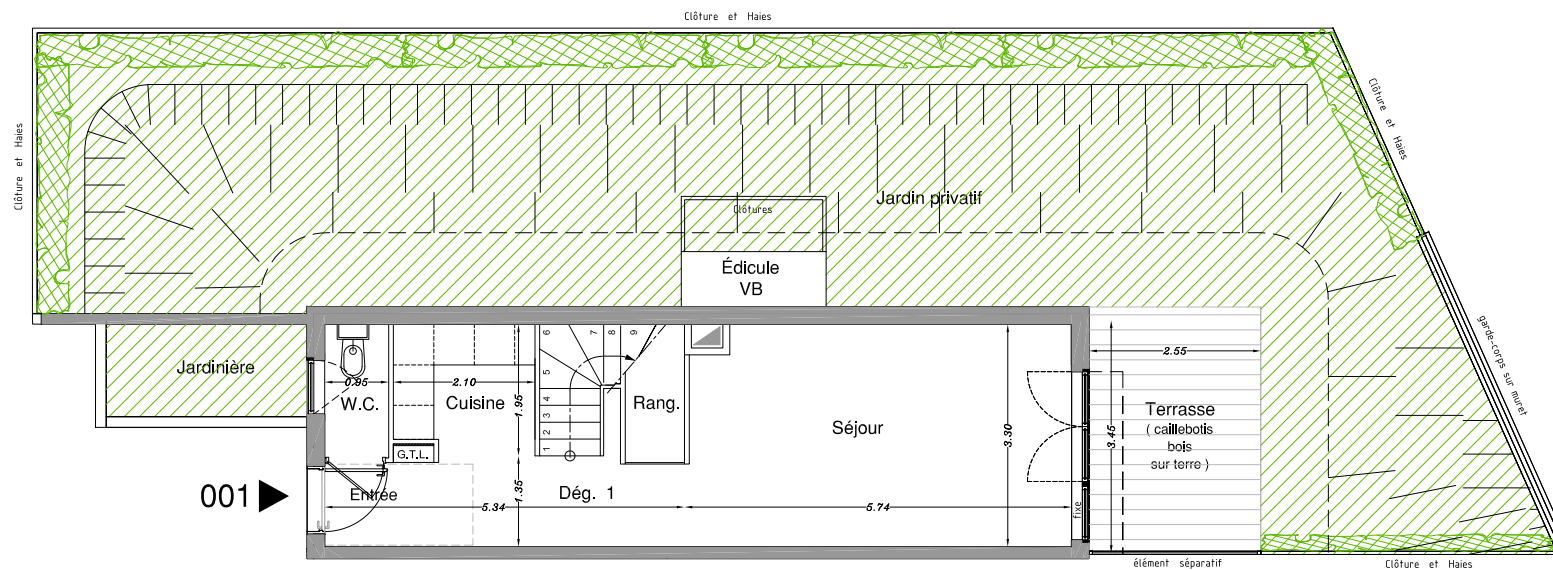 Clôture et Haies
Clôture et Haies
Clôture et Haies
Jardin privatif
Clôtures
Édicule
VB
garde-corps sur muret
Jardinière
0.95
W.C.
2.10
Cuisine
G.T.L.
1.95
1
2
3
4
5
6
7
8
9
Rang.
Séjour
3.30
2.55
3.45
Terrasse
( caillebotis
bois
sur terre )
001
Entrée
5.34
1.35
Dég. 1
5.74
fixe
élément séparatif
Clôture et Haies